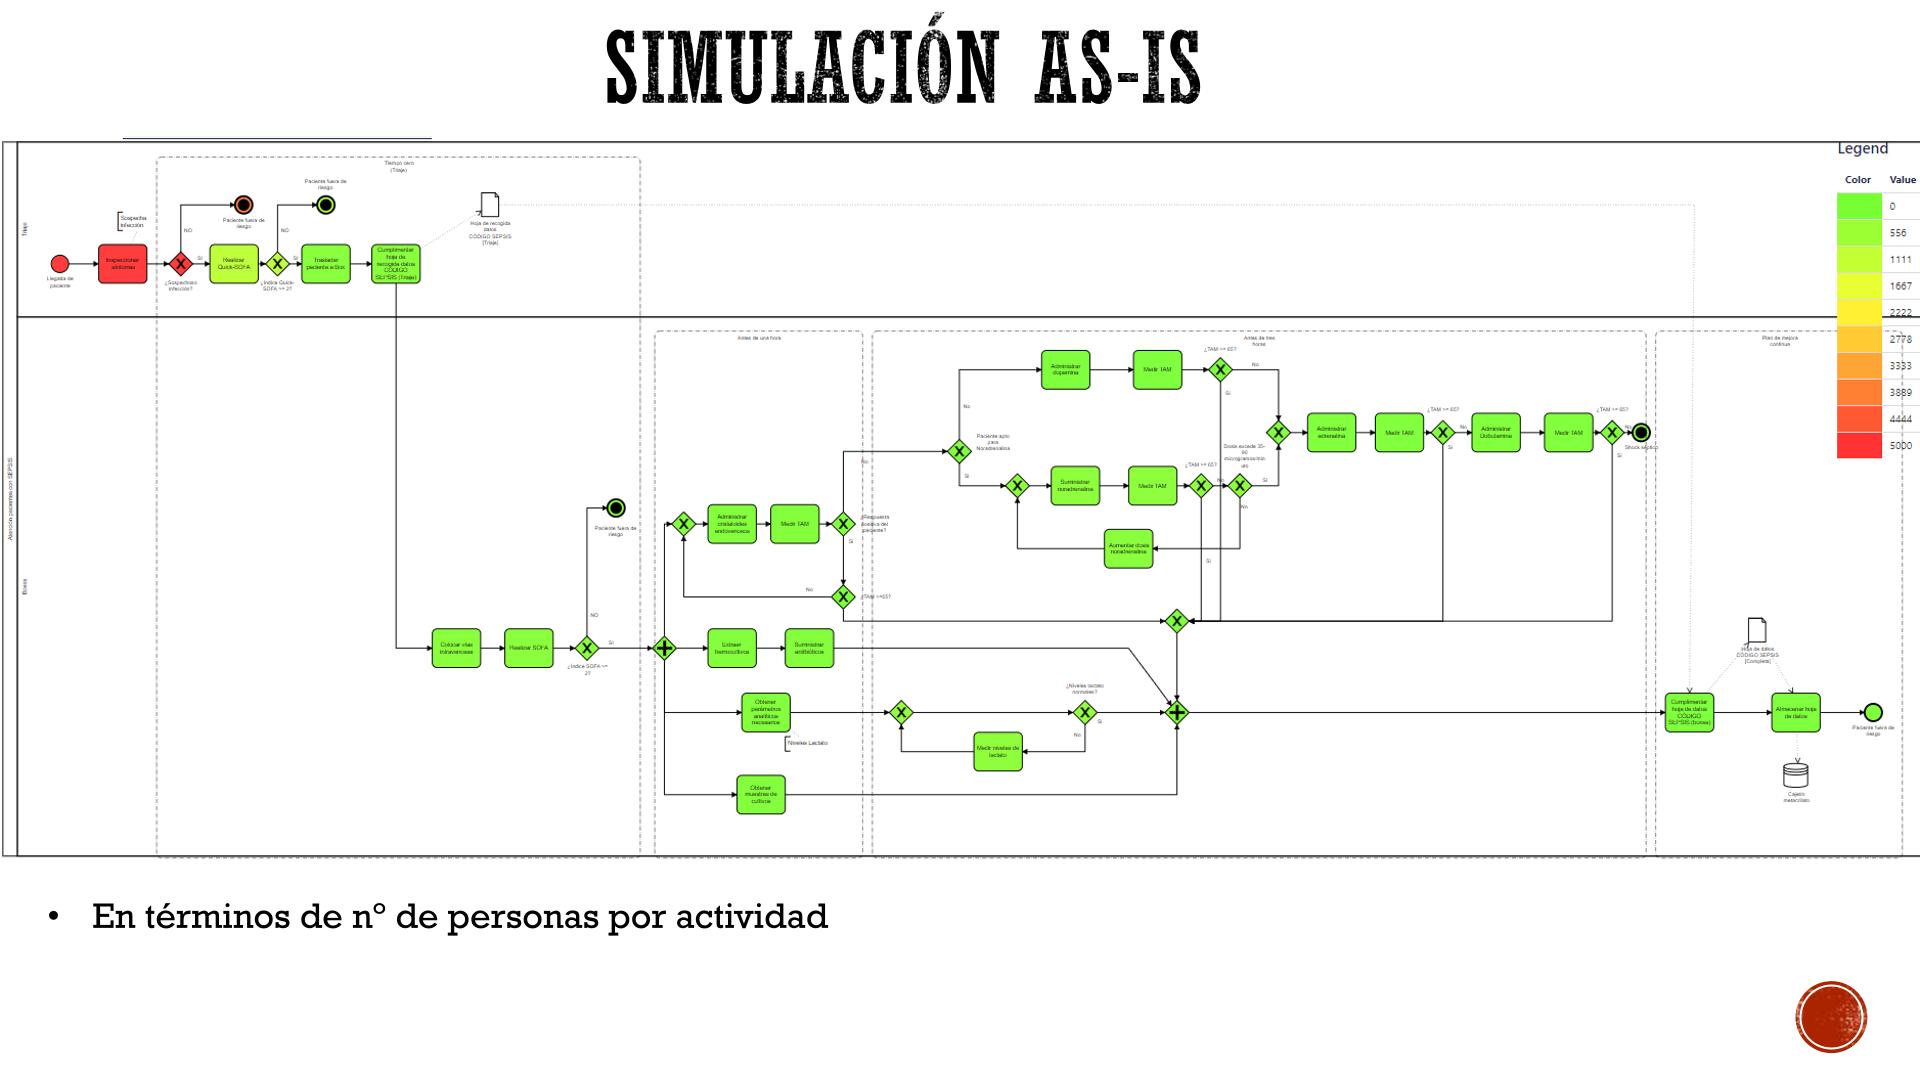 SIMULACIÓN AS-IS
Legend
Color Value
0
556
1111
1667
2222
2778
3333
3889
4444
5000
Tiempo cero
(Triaje)
Triaje
Sospecha
infección
Llegada de
paciente
Inspeccionar
síntomas
NO
SI
¿Sospechoso
infección?
Paciente fuera de
riesgo
Realizar
Quick-SOFA
NO
SI
¿Índice Quick-
SOFA >= 2?
Paciente fuera de
riesgo
Trasladar
paciente a Box
Cumplimentar
hoja de
recogida datos
CÓDIGO
SEPSIS (Triaje)
Hoja de recogida
datos
CODIGO SEPSIS
[Triaje]
Atención pacientes con SEPSIS
Boxes
Colocar vías
intravenosas
Realizar SOFA
NO
SI
¿Índice SOFA >=
2?
Paciente fuera de
riesgo
Antes de una hora
Administrar
cristaloides
endovenosos
Medir TAM
¿Respuesta
positiva del
paciente?
No
Si
No
¿TAM >=65?
Extraer
hemocultivos
Suministrar
antibióticos
Obtener
parámetros
analíticos
necesarios
Niveles Lactato
Obtener
muestras de
cultivos
Antes de tres
horas
Paciente apto
para
Noradrenalina
No
Si
Administrar
dopamina
Medir TAM
¿TAM >= 65?
No
Si
Suministrar
noradrenalina
Medir TAM
¿TAM >= 65?
No
Si
Dosis excede 35-
90
microgramos/min
uto
Si
No
Aumentar dosis
noradrenalina
Administrar
adrenalina
Medir TAM
¿TAM >= 65?
No
Si
Administrar
Dobutamina
Medir TAM
¿TAM >= 65?
No
Si
Shock séptico
¿Niveles lactato
normales?
Si
No
Medir niveles de
lactato
Plan de mejora
continua
Hoja de datos
CODIGO SEPSIS
[Completa]
Cumplimentar
hoja de datos
CÓDIGO
SEPSIS (boxes)
Almacenar hoja
de datos
Paciente fuera de
riesgo
Cajetín
metacrilato
• En términos de nº de personas por actividad